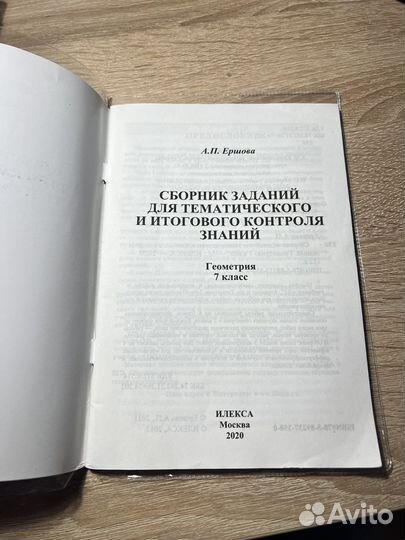 А.П. Ершова
СБОРНИК ЗАДАНИЙ
ДЛЯ ТЕМАТИЧЕСКОГО
И ИТОГОВОГО КОНТРОЛЯ
ЗНАНИЙ
Геометрия
7 класс
ИЛЕКСА
Москва
2020
Avito